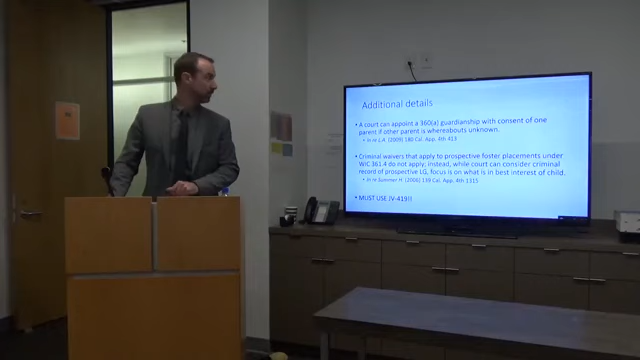 Additional details
• A court can appoint a 360(a) guardianship with consent of one
parent if other parent is whereabouts unknown.
• In re L.A. (2009) 180 Cal. App. 4th 413
• Criminal waivers that apply to prospective foster placements under
WIC 361.4 do not apply; instead, while court can consider criminal
record of prospective LG, focus is on what is in best interest of child.
• In re Summer H. (2006) 139 Cal. App. 4th 1315
• MUST USE JV-419!!